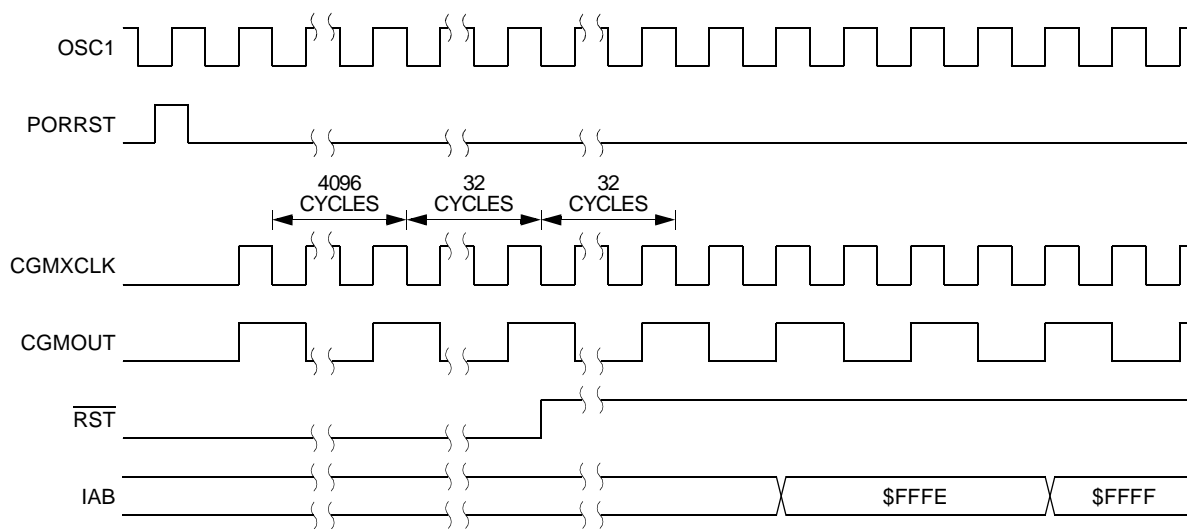 OSC1
PORRST
4096
CYCLES
32
CYCLES
32
CYCLES
CGMXCLK
CGMOUT
RST
IAB
$FFFE
$FFFF